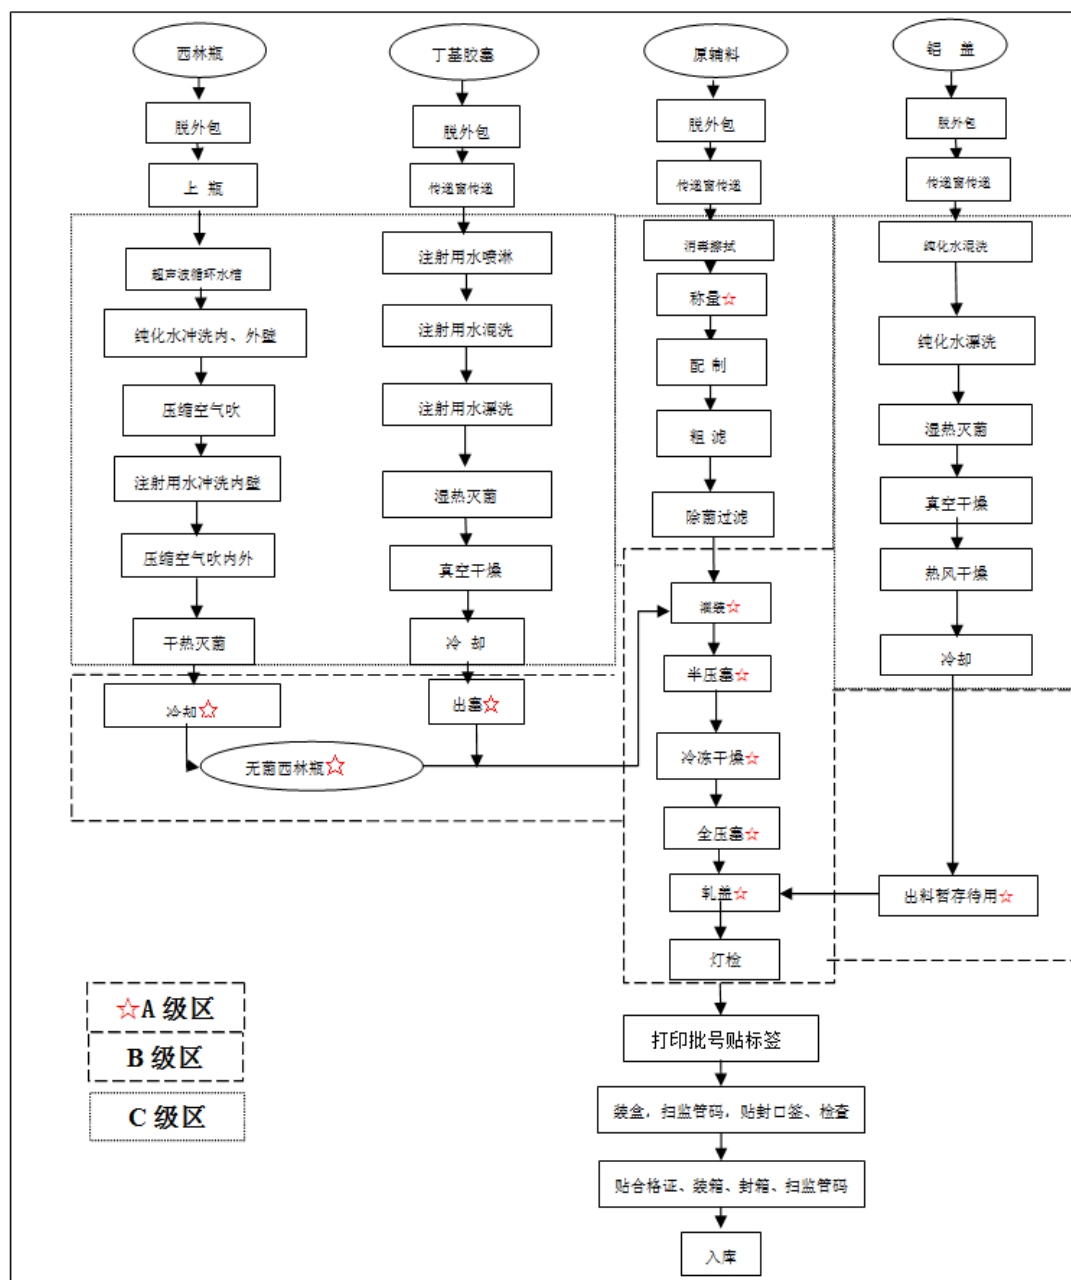 西林瓶
丁基胶塞
原辅料
铝 盖
脱外包
脱外包
脱外包
脱外包
上 瓶
传递窗传递
传递窗传递
传递窗传递
超声波循环水槽
纯化水冲洗内、外壁
压缩空气吹
注射用水冲洗内壁
压缩空气吹内外
干热灭菌
冷却☆
无菌西林瓶☆
注射用水喷淋
注射用水混洗
注射用水漂洗
湿热灭菌
真空干燥
冷 却
出塞☆
消毒擦拭
称量☆
配 制
粗 滤
除菌过滤
灌装☆
半压塞☆
冷冻干燥☆
全压塞☆
轧盖☆
灯检
纯化水混洗
纯化水漂洗
湿热灭菌
真空干燥
热风干燥
冷却
出料暂存待用☆
打印批号贴标签
装盒，扫监管码，贴封口签、检查
贴合格证、装箱、封箱、扫监管码
入库
☆A 级区
B 级区
C 级区